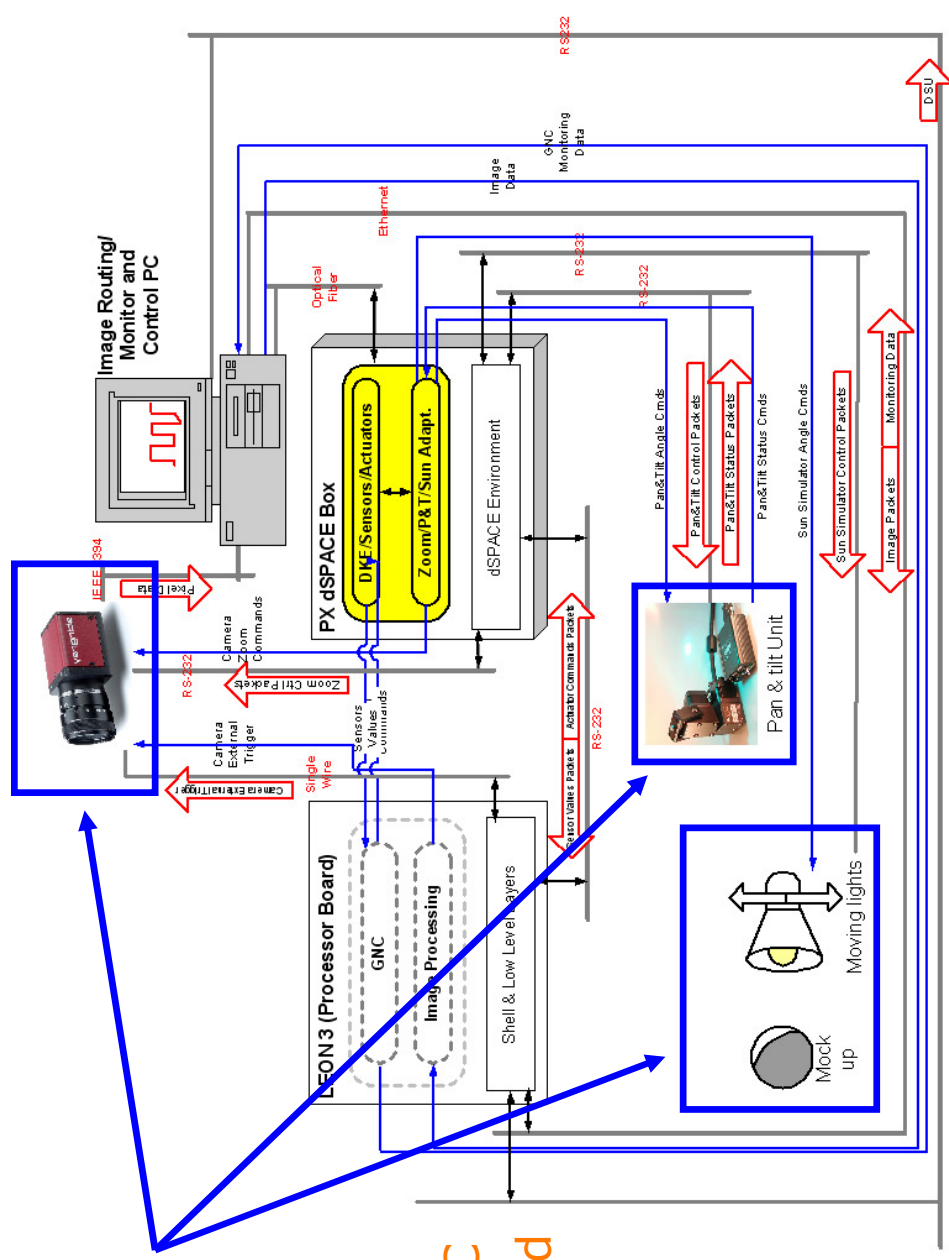 Image Routing/
Monitor and
Control PC
RS232
DSU
GNC
Monitoring
Data
Image
Data
Ethernet
Optical
Fiber
RS-232
RS-232
Pixel Data
PX dSPACE Box
DKE/Sensors/Actuators
Zoom/P&T/Sun Adapt.
dSPACE Environment
Camera
Zoom
Commands
RS-232
Zoom Ctrl Packets
Camera
External
Trigger
Single
Wire
Camera External Trigger
Sensors
Values
LEON3 (Processor Board)
GNC
Image Processing
Shell & Low Level Layers
Sensor Values Packets
Actuator Commands Packets
RS-232
Pan&Tilt Angle Cmds
Pan&Tilt Control Packets
Pan&Tilt Status Packets
Pan&Tilt Status Cmds
Sun Simulator Angle Cmds
Sun Simulator Control Packets
Image Packets
Monitoring Data
Pan & tilt Unit
Moving lights
Mock
up
C
d